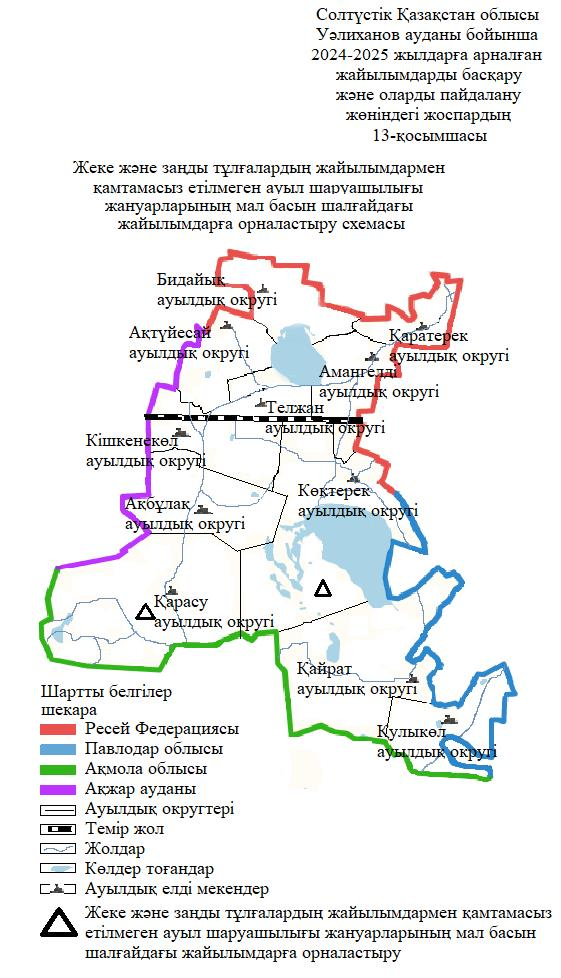 Солтүстік Қазақстан облысы
Уәлиханов ауданы бойынша
2024-2025 жылдарға арналған
жайылымдарды басқару
және оларды пайдалану
жөніндегі жоспардың
13-қосымшасы
Жеке және заңды тұлғалардың жайылымдармен
қамтамасыз етілмеген ауыл шаруашылығы
жануарларының мал басын шалғайдағы
жайылымдарға орналастыру схемасы
Бидайық
ауылдық округі
Ақтүйесай
ауылдық округі
Қаратерек
ауылдық округі
Амангелді
ауылдық округі
Телжан
ауылдық округі
Кішкенекөл
ауылдық округі
Көктерек
ауылдық округі
Ақбұлақ
ауылдық округі
Қарасу
ауылдық округі
Қайрат
ауылдық округі
Қулыкөл
ауылдық округі
Шартты белгілер
шекара
Ресей Федерациясы
Павлодар облысы
Ақмола облысы
Ақжар ауданы
Ауылдық округтері
Темір жол
Жолдар
Көлдер тоғандар
Ауылдық елді мекендер
Жеке және заңды тұлғалардың жайылымдармен қамтамасыз
етілмеген ауыл шаруашылығы жануарларының мал басын
шалғайдағы жайылымдарға орналастыру